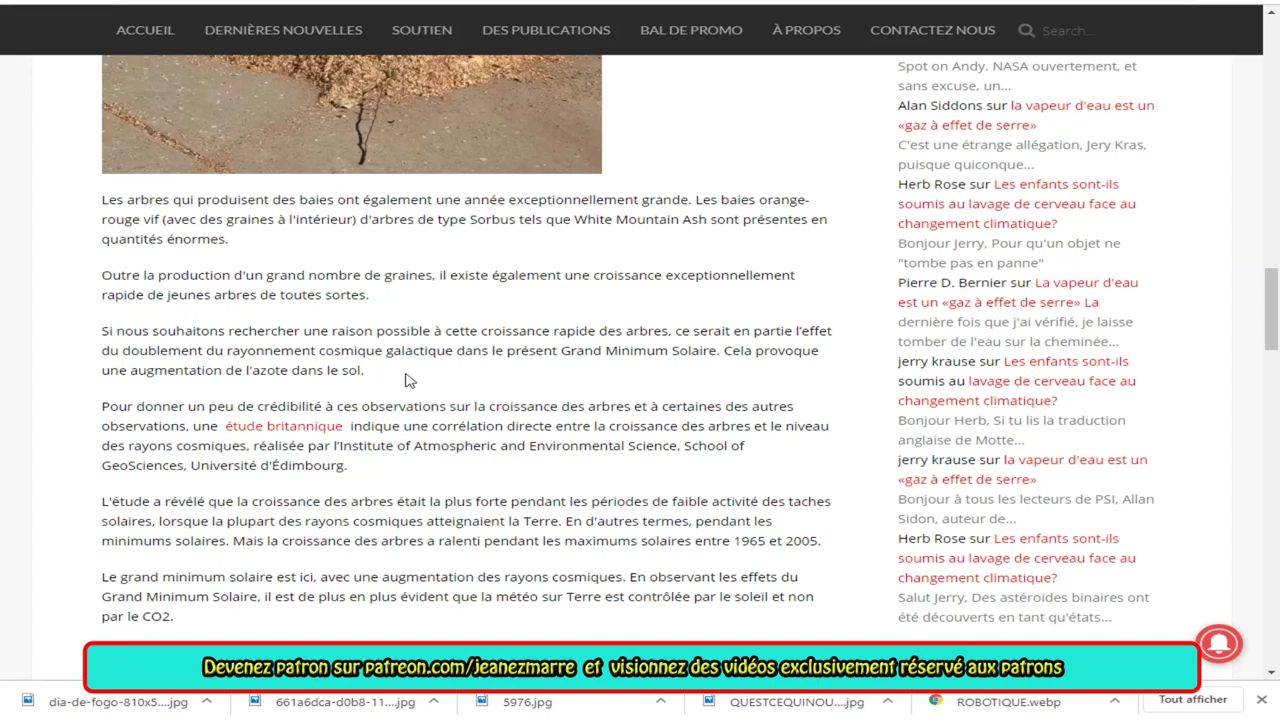 ACCUEIL DERNIÈRES NOUVELLES SOUTIEN DES PUBLICATIONS BAL DE PROMO À PROPOS CONTACTEZ NOUS Search...
Les arbres qui produisent des baies ont également une année exceptionnellement grande. Les baies orange-
rouge vif (avec des graines à l'intérieur) d'arbres de type Sorbus tels que White Mountain Ash sont présentes en
quantités énormes.
Outre la production d'un grand nombre de graines, il existe également une croissance exceptionnellement
rapide de jeunes arbres de toutes sortes.
Si nous souhaitons rechercher une raison possible à cette croissance rapide des arbres, ce serait en partie l’effet
du doublement du rayonnement cosmique galactique dans le présent Grand Minimum Solaire. Cela provoque
une augmentation de l'azote dans le sol.
Pour donner un peu de crédibilité à ces observations sur la croissance des arbres et à certaines des autres
observations, une étude britannique indique une corrélation directe entre la croissance des arbres et le niveau
des rayons cosmiques, réalisée par l’Institute of Atmospheric and Environmental Science, School of
GeoSciences, Université d'Édimbourg.
L'étude a révélé que la croissance des arbres était la plus forte pendant les périodes de faible activité des taches
solaires, lorsque la plupart des rayons cosmiques atteignaient la Terre. En d'autres termes, pendant les
minimums solaires. Mais la croissance des arbres a ralenti pendant les maximums solaires entre 1965 et 2005.
Le grand minimum solaire est ici, avec une augmentation des rayons cosmiques. En observant les effets du
Grand Minimum Solaire, il est de plus en plus évident que la météo sur Terre est contrôlée par le soleil et non
par le CO2.
Spot on Andy. NASA ouvertement, et
sans excuse, un...
Alan Siddons sur la vapeur d'eau est un
«gaz à effet de serre»
C'est une étrange allégation, Jery Kras,
puisque quiconque...
Herb Rose sur Les enfants sont-ils
soumis au lavage de cerveau face au
changement climatique?
Bonjour Jerry, Pour qu'un objet ne
"tombe pas en panne"
Pierre D. Bernier sur La vapeur d'eau
est un «gaz à effet de serre» La
dernière fois que j'ai vérifié, je laisse
tomber de l'eau sur la cheminée...
jerry krause sur Les enfants sont-ils
soumis au lavage de cerveau face au
changement climatique?
Bonjour Herb, Si tu lis la traduction
anglaise de Motte...
jerry krause sur la vapeur d'eau est un
«gaz à effet de serre»
Bonjour à tous les lecteurs de PSI, Allan
Sidon, auteur de...
Herb Rose sur Les enfants sont-ils
soumis au lavage de cerveau face au
changement climatique?
Salut Jerry, Des astéroïdes binaires ont
été découverts en tant qu'états...
Devenez patron sur patreon.com/jeanezmarre et visionnez des vidéos exclusivement réservé aux patrons
dia-de-fogo-810x5....jpg 661a6dca-d0b8-11....jpg 5976.jpg QUESTCEQUINOU....jpg ROBOTIQUE.webp Tout afficher